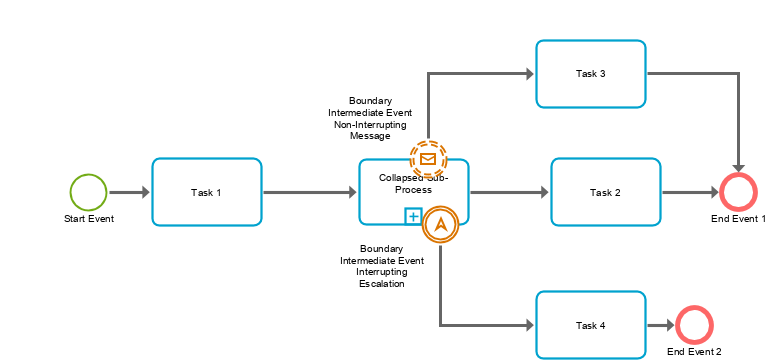 Task 3
Boundary
Intermediate Event
Non-Interrupting
Message
Start Event
Task 1
Collapsed Sub-
Process
Task 2
End Event 1
Boundary
Intermediate Event
Interrupting
Escalation
Task 4
End Event 2